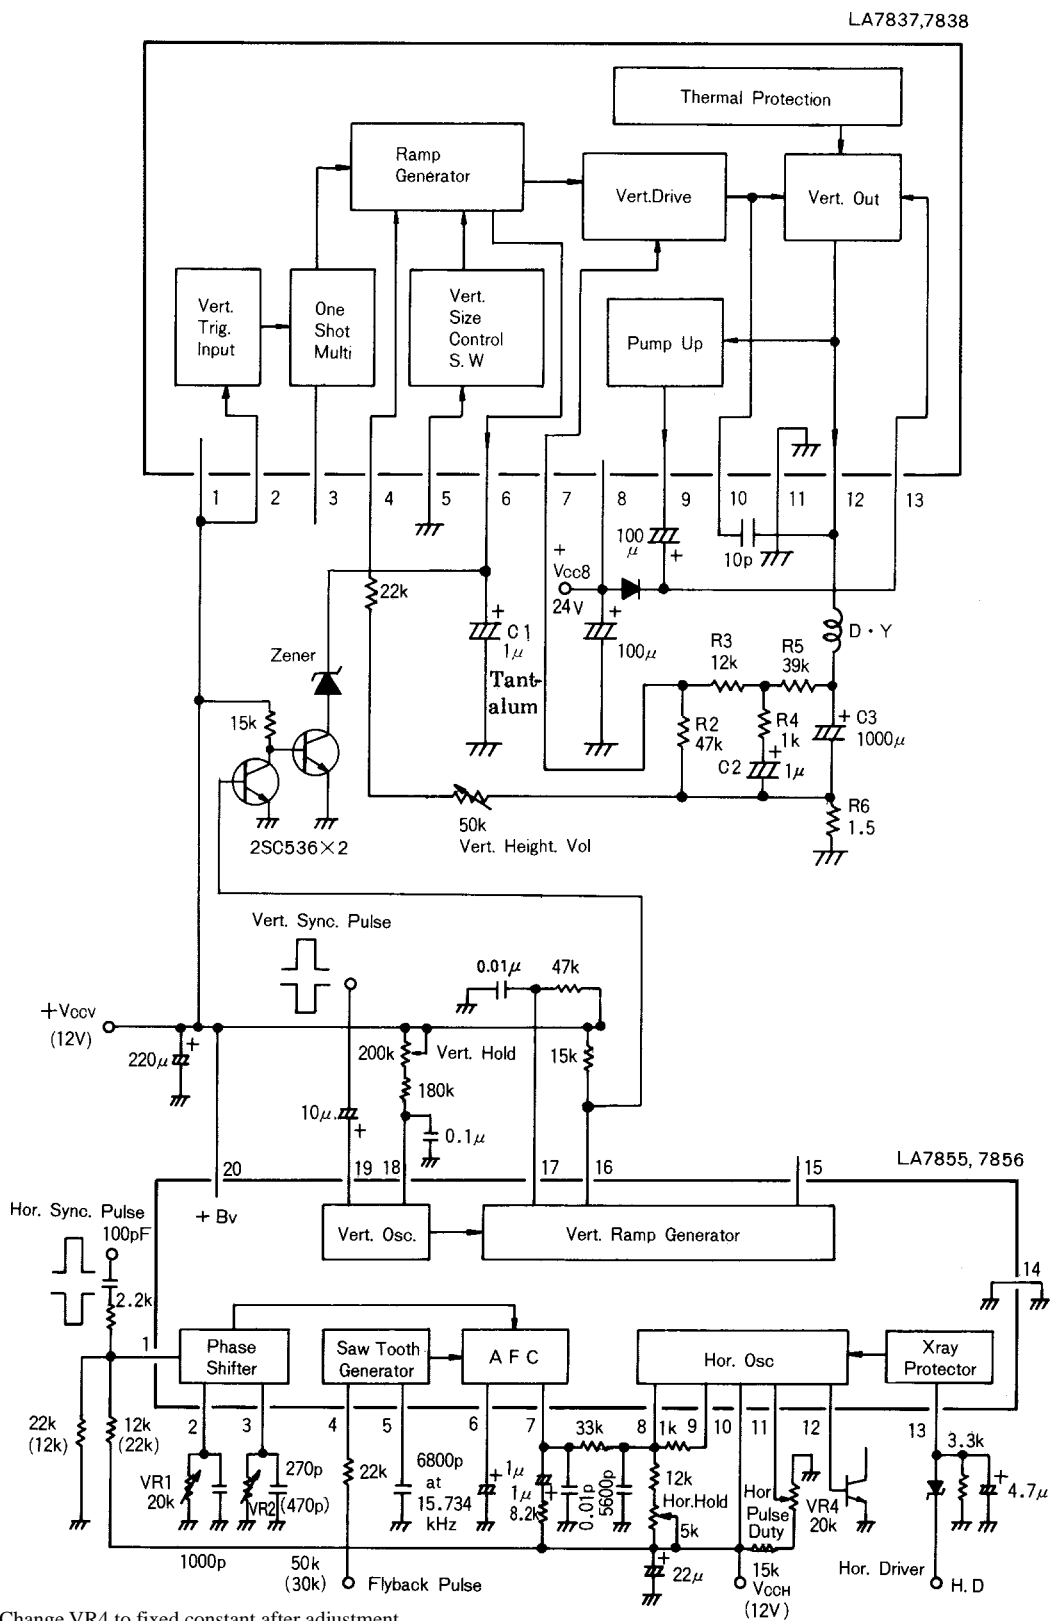 LA7837,7838
Thermal Protection
Ramp
Generator
Vert.Drive
Vert. Out
Vert.
Trig.
Input
One
Shot
Multi
Vert.
Size
Control
S.W
Pump Up
1 2 3 4 5 6 7 8 9 10 11 12 13
22k
+
C1
1μ
Tant-
alum
+
Vcc8
24V
+
100μ
100
μ
+
10p
D・Y
R3
12k
R5
39k
R2
47k
R4
1k
C2
+
1μ
+ C3
1000μ
R6
1.5
Zener
15k
2SC536×2
50k
Vert. Height. Vol
Vert. Sync. Pulse
0.01μ
47k
+VCCV
(12V)
220μ
+
200k
Vert. Hold
180k
15k
10μ
+
0.1μ
20
19 18
17
16
15
LA7855, 7856
+Bv
Vert. Osc.
Vert. Ramp Generator
14
Hor. Sync. Pulse
100pF
2.2k
1
Phase
Shifter
Saw Tooth
Generator
AFC
Hor. Osc
Xray
Protector
2 3 4 5 6 7 8 9 10 11 12 13
22k
(12k)
12k
(22k)
VR1
20k
1000p
VR2
270p
(470p)
22k
6800p
at
15.734
kHz
+
1μ
1μ
+
8.2k
33k
0.01p
5600p
1k
12k
Hor.Hold
5k
+
22μ
Hor
Pulse
Duty
15k
VCCH
(12V)
VR4
20k
3.3k
+
4.7μ
Hor. Driver
H.D
50k
(30k)
Flyback Pulse
Change VR4 to fixed constant after adjustment